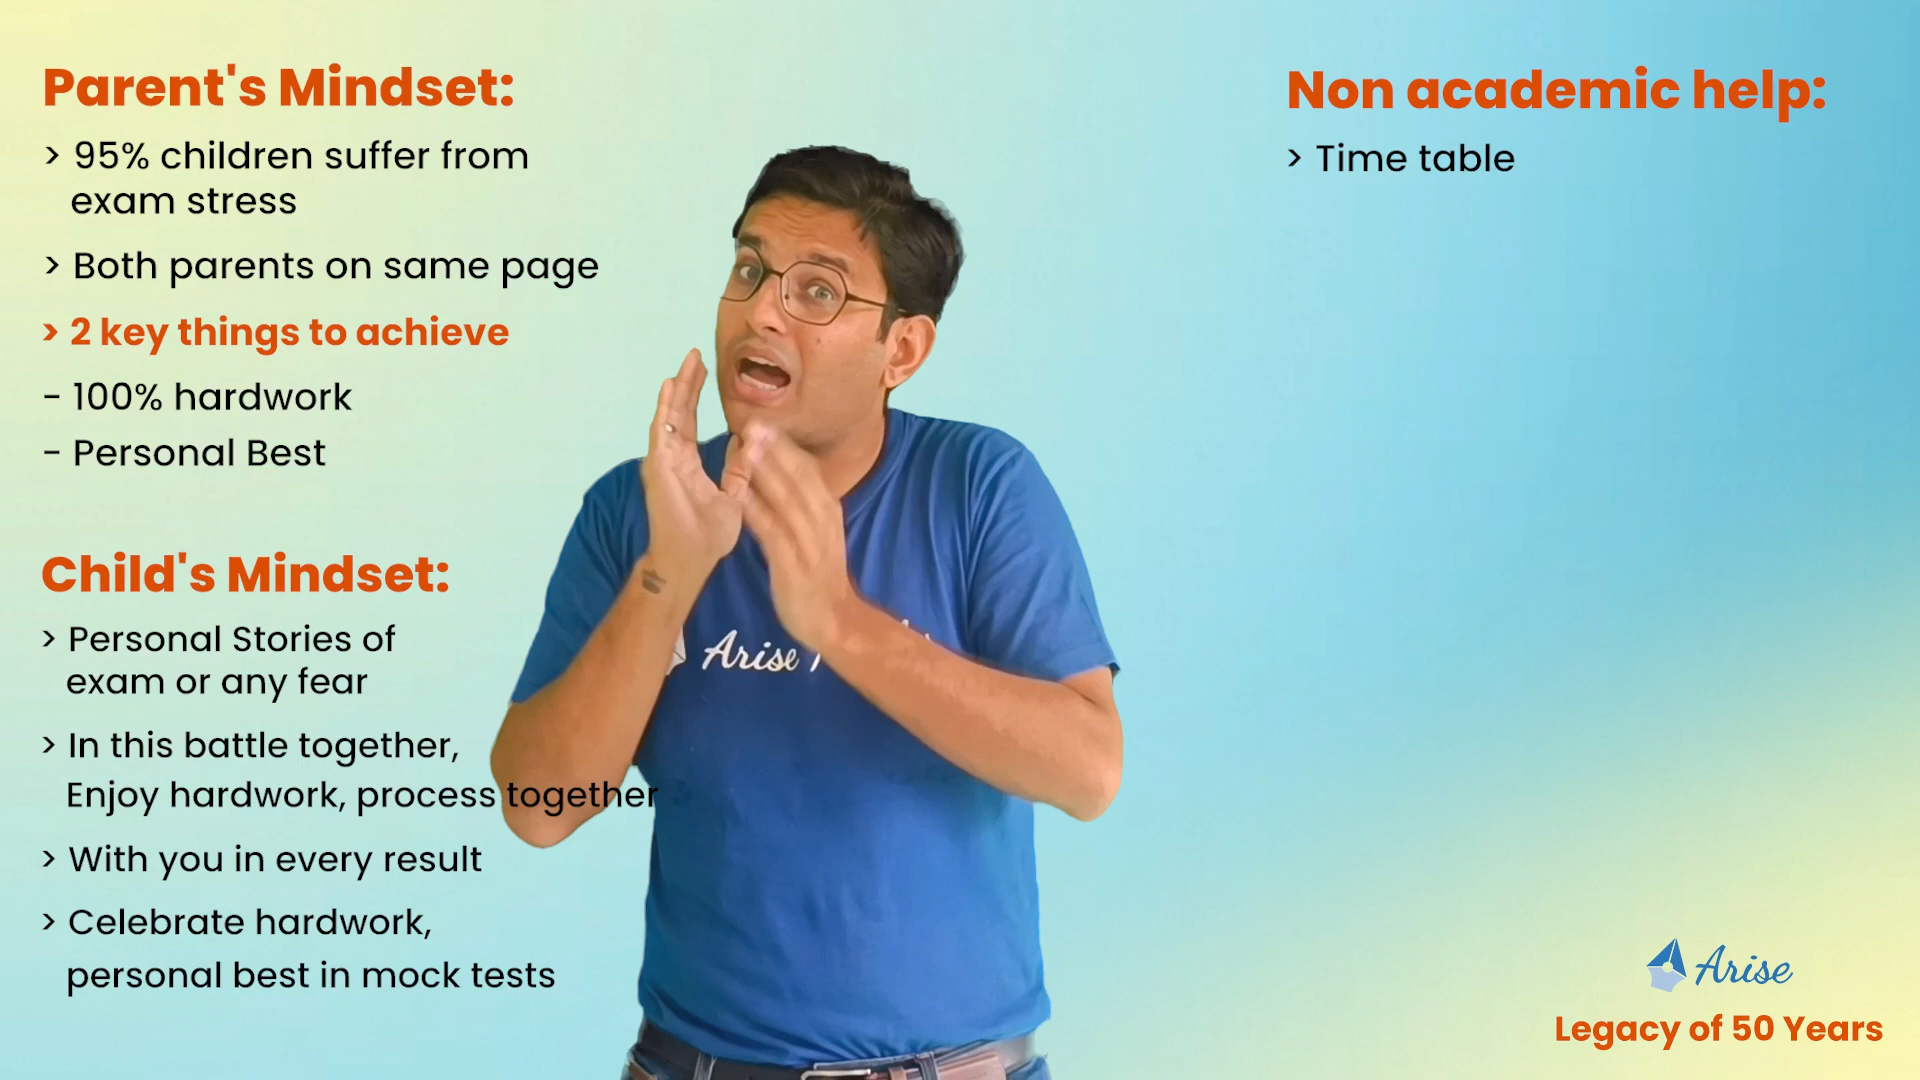 Parent's Mindset:
> 95% children suffer from
exam stress
> Both parents on same page
> 2 key things to achieve
- 100% hardwork
- Personal Best
Child's Mindset:
> Personal Stories of
exam or any fear
> In this battle together,
Enjoy hardwork, process together
> With you in every result
> Celebrate hardwork,
personal best in mock tests
Non academic help:
> Time table
Arise
Arise
Legacy of 50 Years